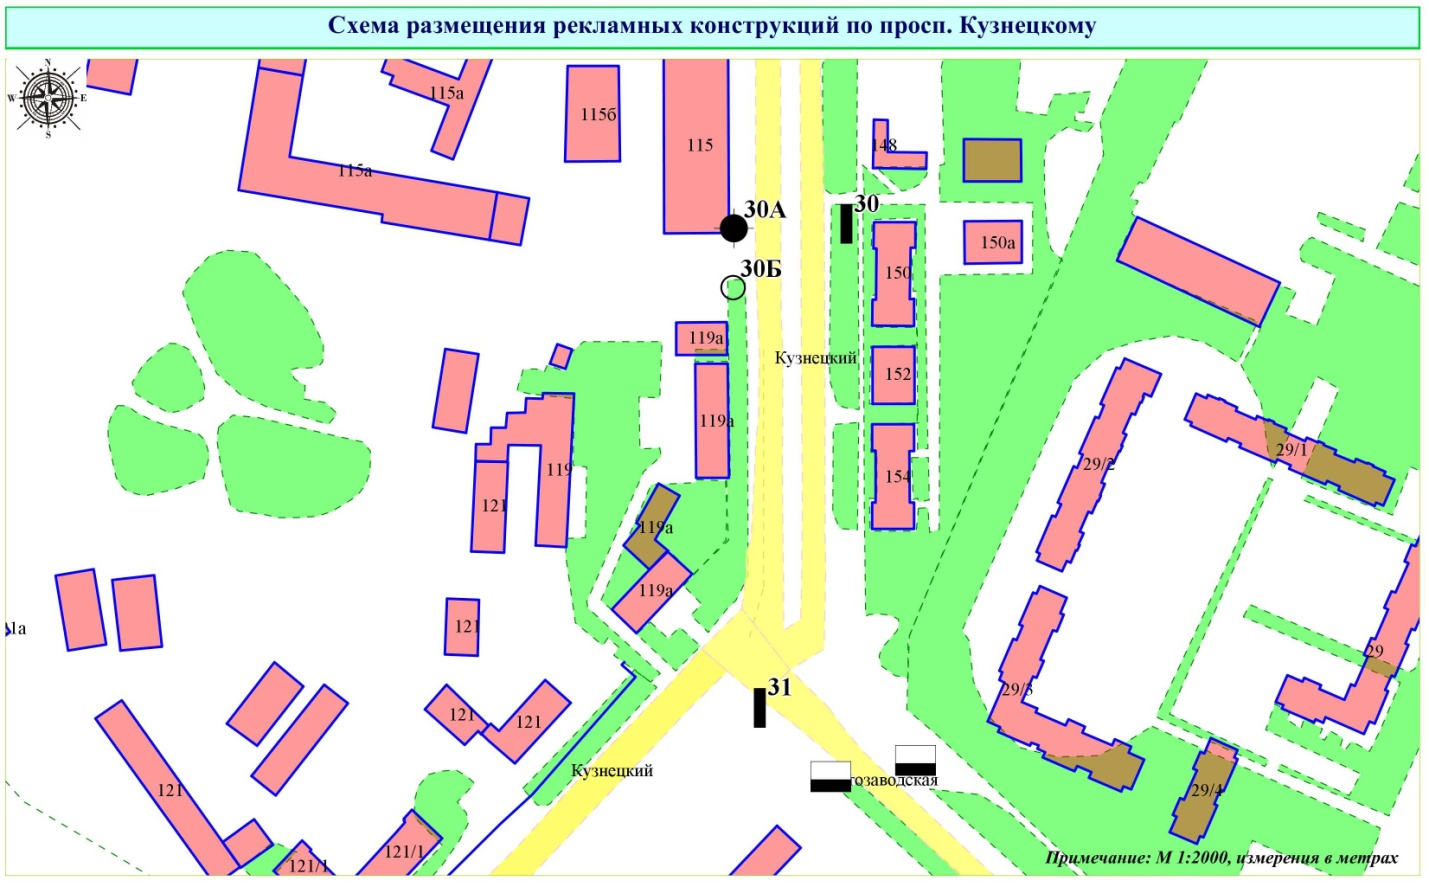 Схема размещения рекламных конструкций по просп. Кузнецкому
N
W E
S
115а
115б
115
148
115а
30А
30
150а
30Б
150
119а
Кузнецкий
152
119а
29/1
119
29/2
154
121
119а
119а
121
1а
29
29/3
31
121
121
Кузнецкий
тозаводская
121
29/4
121/1
121/1
Примечание: М 1:2000, измерения в метрах